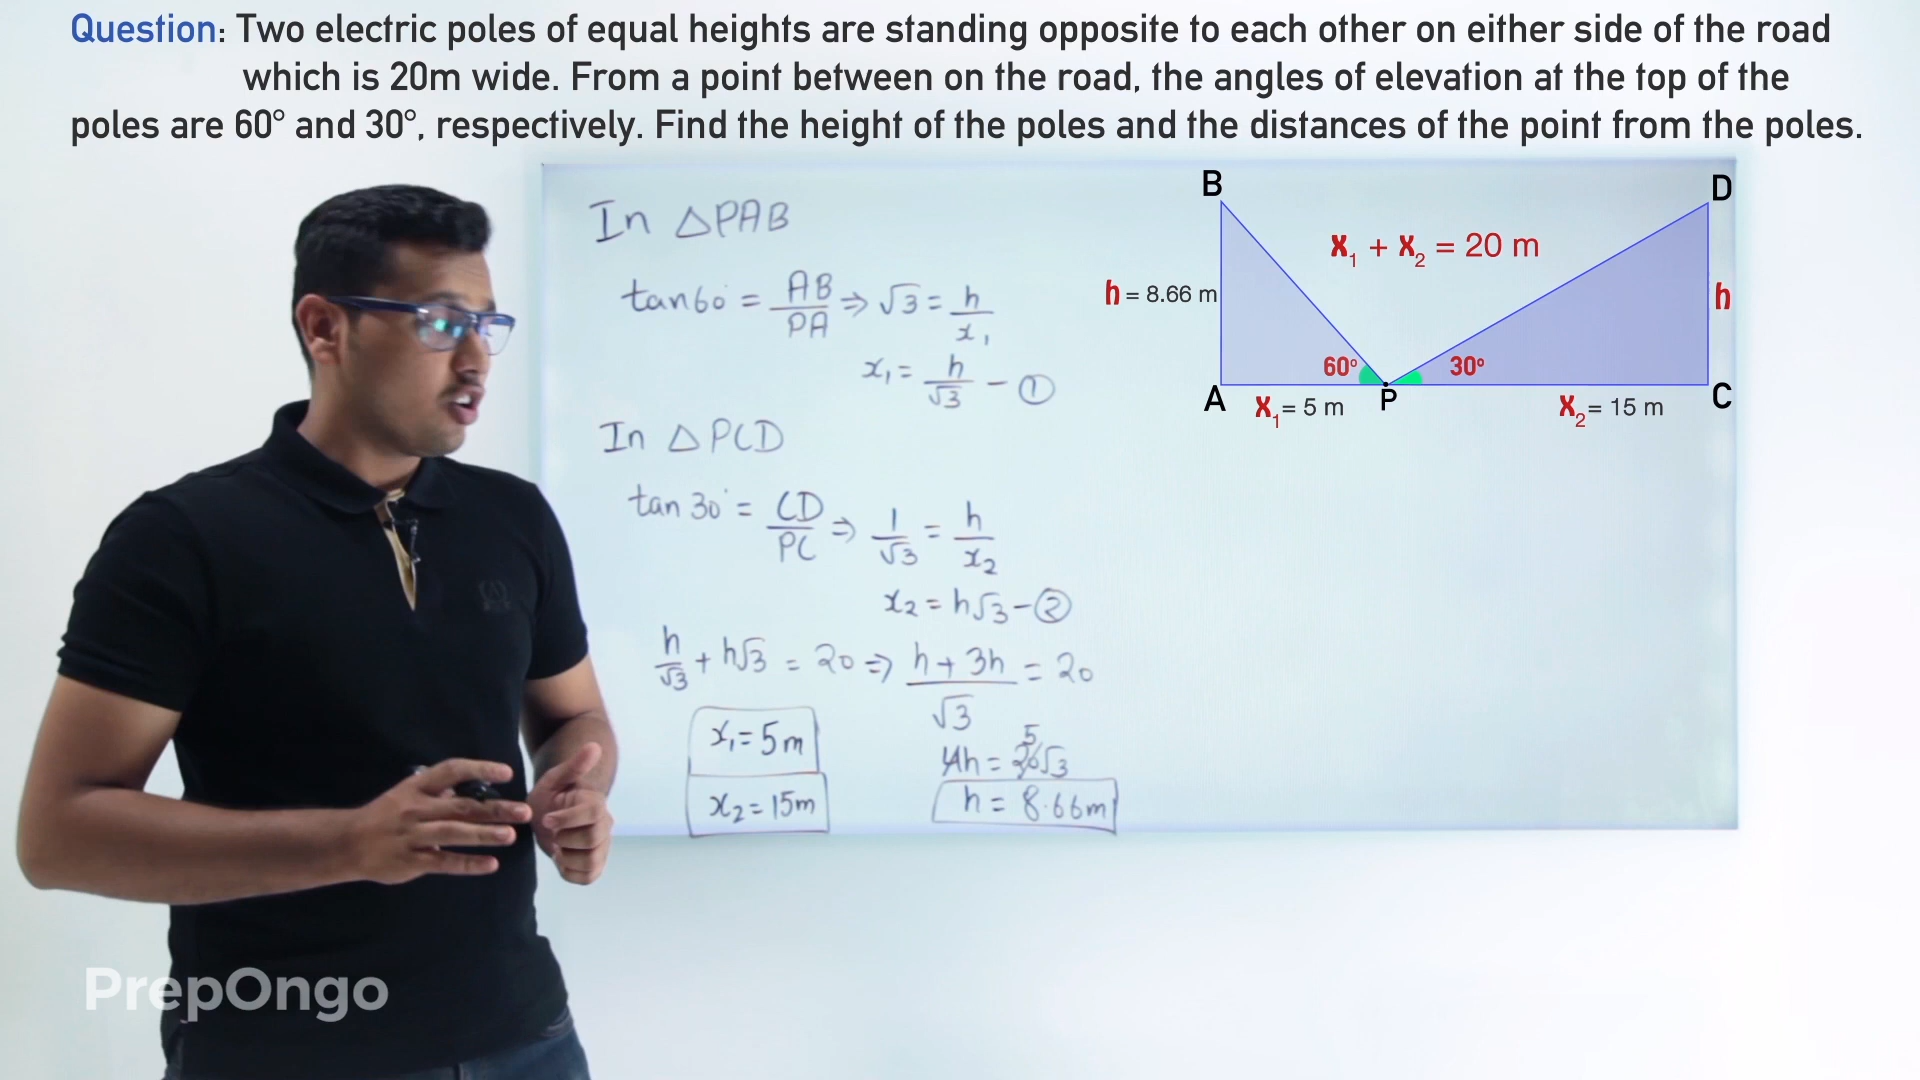 Question: Two electric poles of equal heights are standing opposite to each other on either side of the road
which is 20m wide. From a point between on the road, the angles of elevation at the top of the
poles are 60° and 30°, respectively. Find the height of the poles and the distances of the point from the poles.
In △PAB
tan60° = AB/PA ⇒ √3 = h/x₁
x₁ = h/√3 - ①
In △PCD
tan 30° = CD/PC ⇒ 1/√3 = h/x₂
x₂ = h√3 - ②
h/√3 + h√3 = 20 ⇒ (h + 3h)/√3 = 20
4h = 20√3
5
h = 8.66m
x₁ = 5m
x₂ = 15m
B
D
x₁ + x₂ = 20 m
h = 8.66 m
h
60°
30°
A
P
C
x₁ = 5 m
x₂ = 15 m
PrepOngo